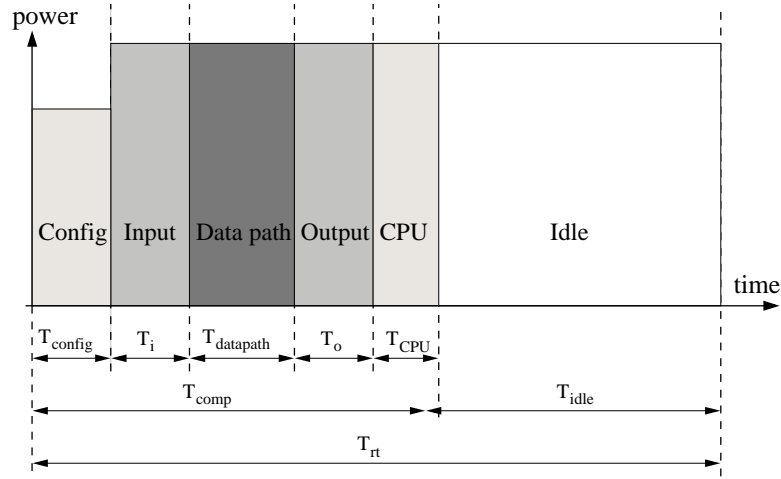 power
Config Input Data path Output CPU Idle
time
T_config T_i T_datapath T_o T_CPU
T_comp T_idle
T_rt